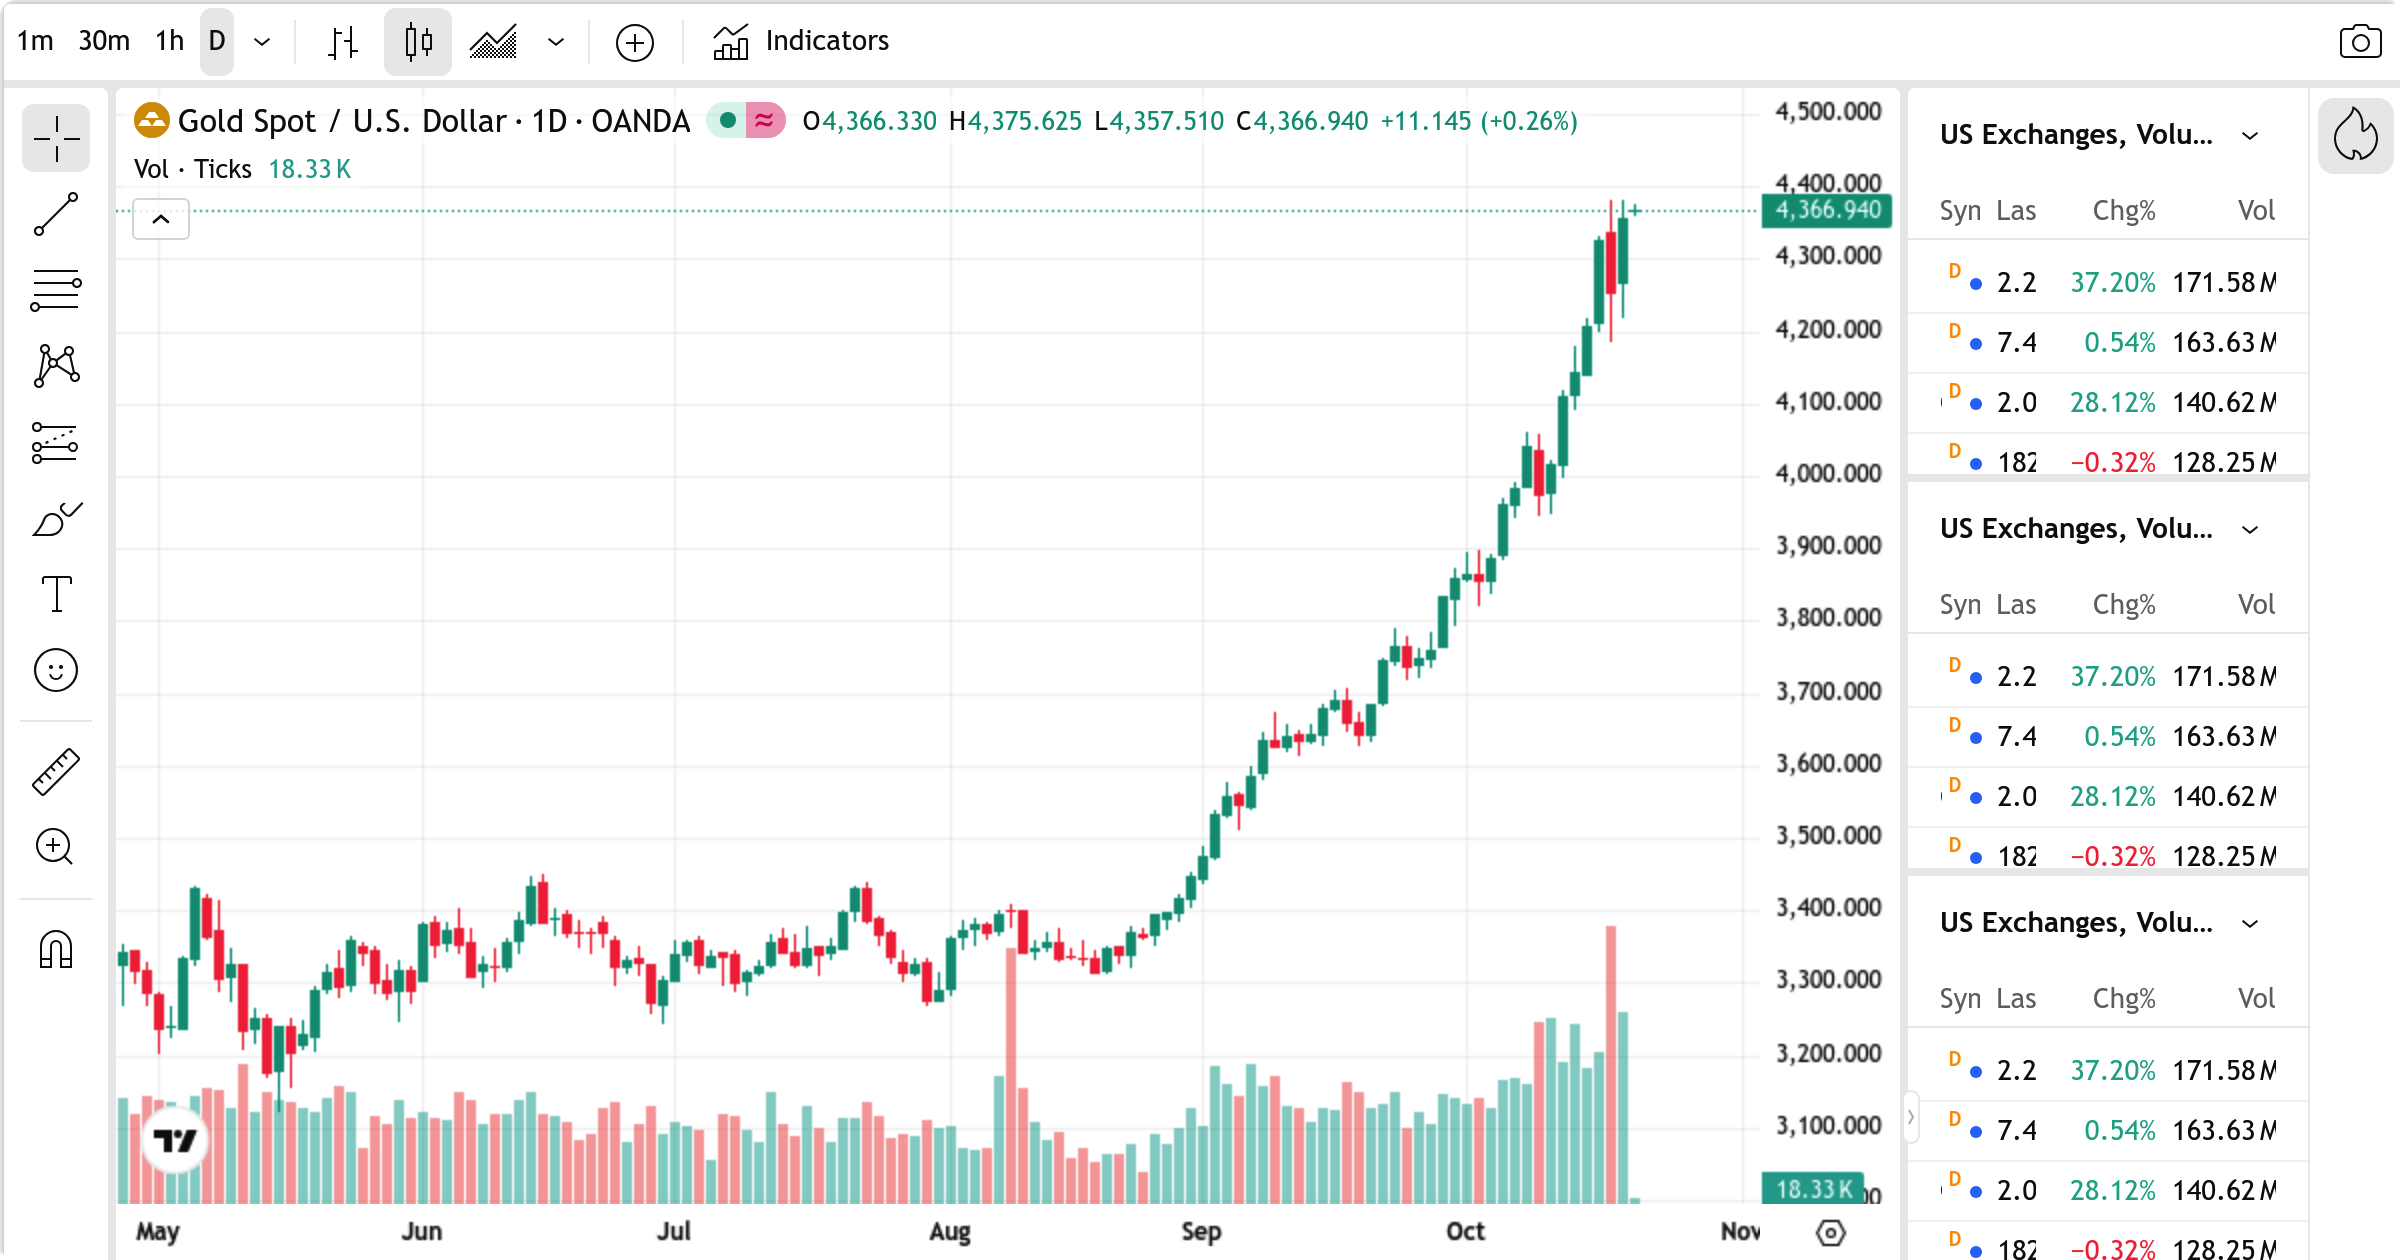 1m 30m 1h D Indicators
Gold Spot / U.S. Dollar · 1D · OANDA O4,366.330 H4,375.625 L4,357.510 C4,366.940 +11.145 (+0.26%)
Vol · Ticks 18.33 K
4,500.000
4,400.000
4,366.940
4,300.000
4,200.000
4,100.000
4,000.000
3,900.000
3,800.000
3,700.000
3,600.000
3,500.000
3,400.000
3,300.000
3,200.000
3,100.000
18.33 K
May Jun Jul Aug Sep Oct Nov
US Exchanges, Volu...
Syn Las Chg% Vol
D 2.2 37.20% 171.58 M
D 7.4 0.54% 163.63 M
D 2.0 28.12% 140.62 M
D 182 −0.32% 128.25 M
US Exchanges, Volu...
Syn Las Chg% Vol
D 2.2 37.20% 171.58 M
D 7.4 0.54% 163.63 M
D 2.0 28.12% 140.62 M
D 182 −0.32% 128.25 M
US Exchanges, Volu...
Syn Las Chg% Vol
D 2.2 37.20% 171.58 M
D 7.4 0.54% 163.63 M
D 2.0 28.12% 140.62 M
D 182 −0.32% 128.25 M